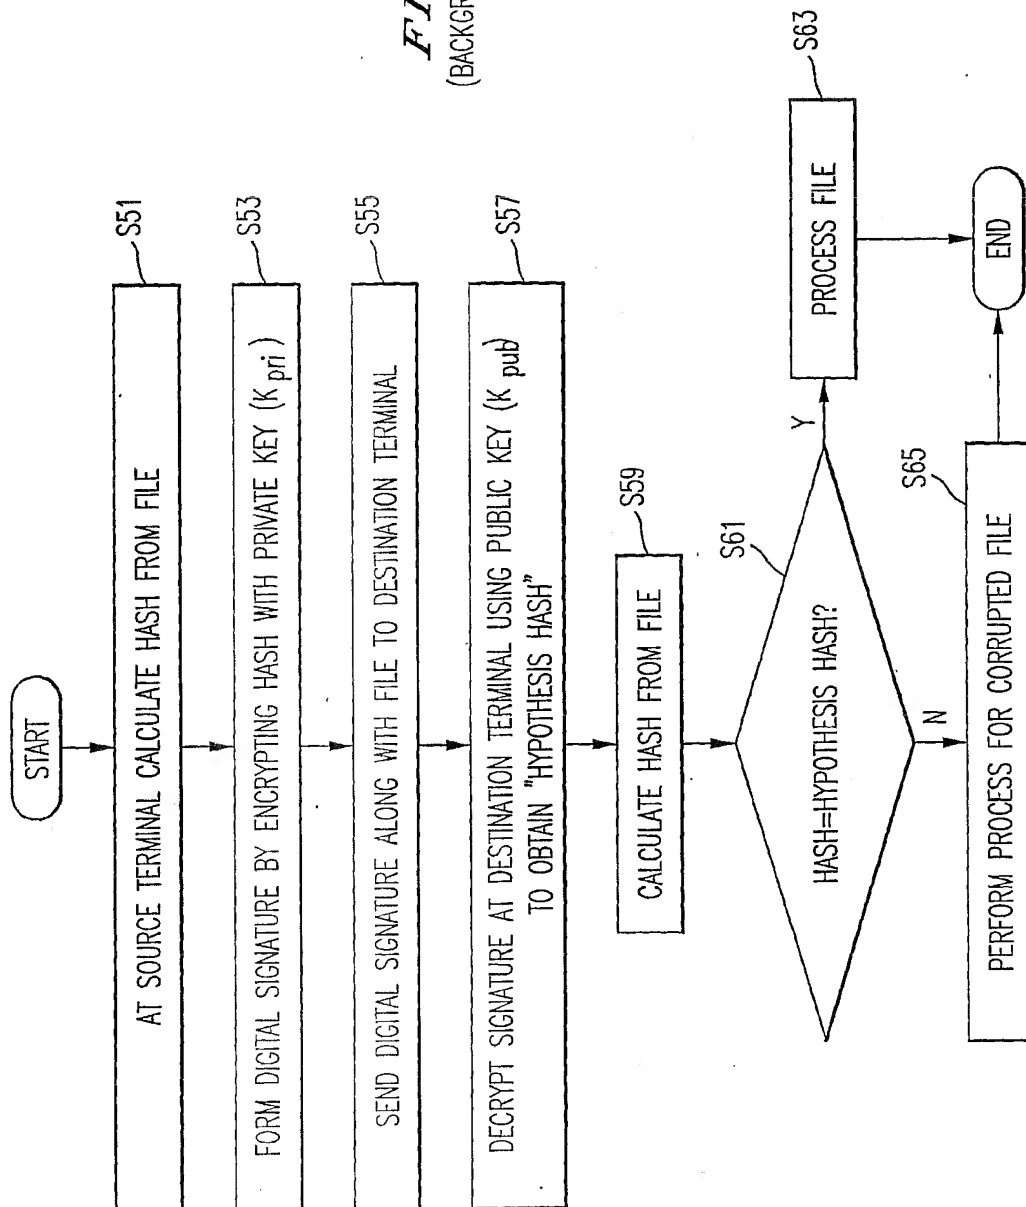 FI
(BACKGR
START
AT SOURCE TERMINAL CALCULATE HASH FROM FILE
S51
FORM DIGITAL SIGNATURE BY ENCRYPTING HASH WITH PRIVATE KEY (K pri)
S53
SEND DIGITAL SIGNATURE ALONG WITH FILE TO DESTINATION TERMINAL
S55
DECRYPT SIGNATURE AT DESTINATION TERMINAL USING PUBLIC KEY (K pub)
TO OBTAIN "HYPOTHESIS HASH"
S57
CALCULATE HASH FROM FILE
S59
HASH=HYPOTHESIS HASH?
S61
Y
PROCESS FILE
S63
N
PERFORM PROCESS FOR CORRUPTED FILE
S65
END